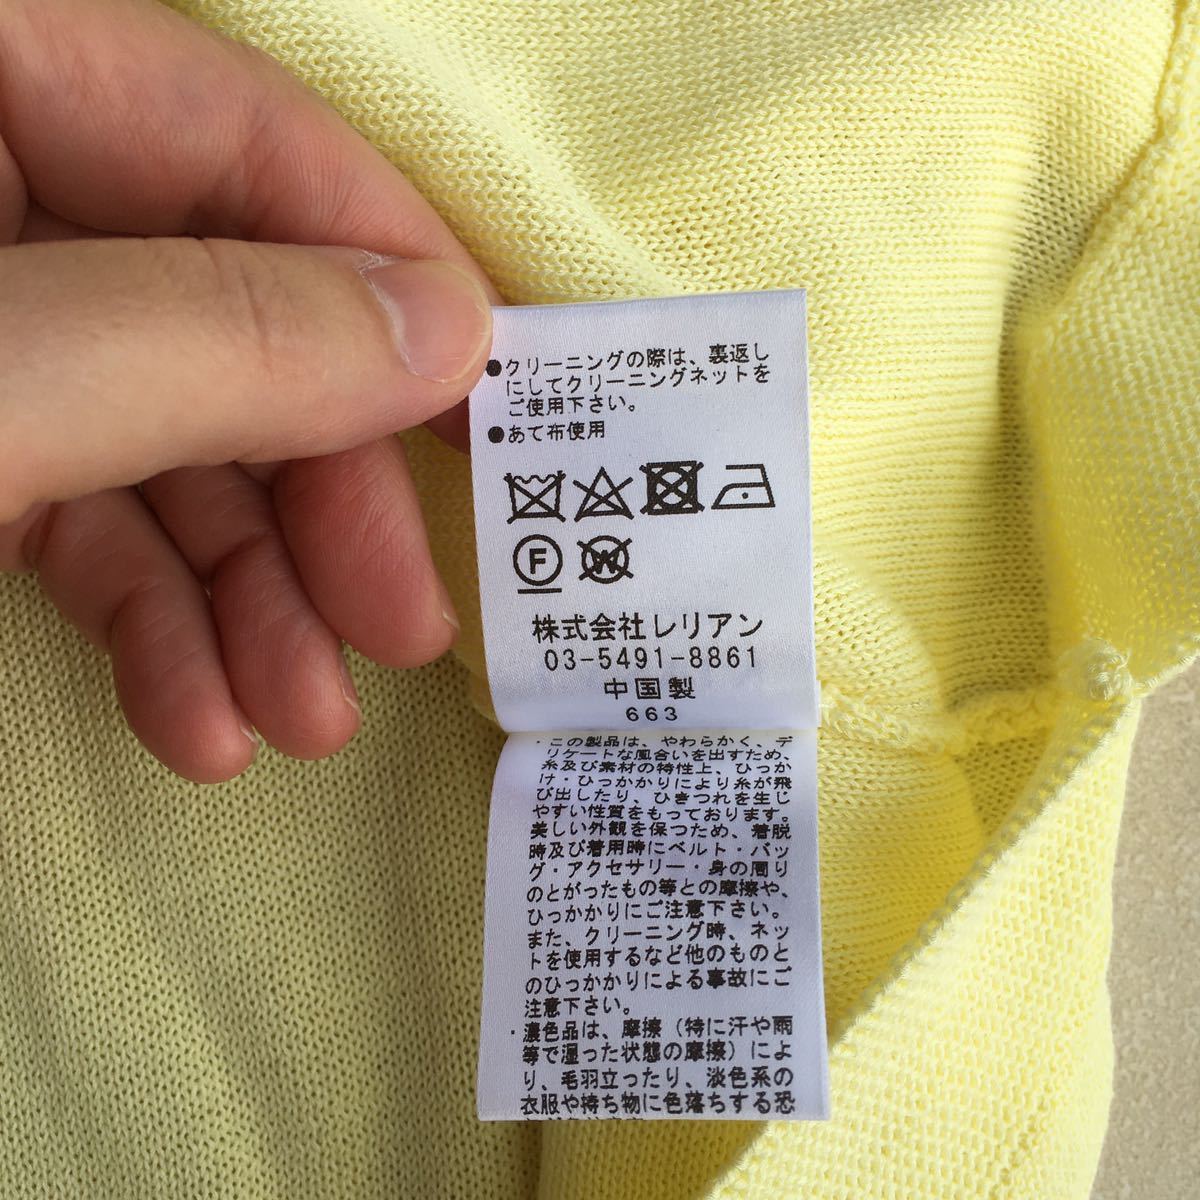 ●クリーニングの際は、裏返し
にしてクリーニングネットを
ご使用下さい。
●あて布使用
F W
株式会社レリアン
03-5491-8861
中国製
663
・この製品は、やわらかく、デ
リケートな風合いを出すため、
糸及び素材の特性上、ひっか
け・ひっかかりにより糸が飛
び出したり、ひきつれを生じ
やすい性質をもっております。
美しい外観を保つため、着脱
時及び着用時にベルト・バッ
グ・アクセサリー・身の周り
のとがったもの等との摩擦や、
ひっかかりにご注意下さい。
また、クリーニング時、ネッ
トを使用するなど他のものと
のひっかかりによる事故にご
注意下さい。
・濃色品は、摩擦（特に汗や雨
等で湿った状態の摩擦）によ
り、毛羽立ったり、淡色系の
衣服や持ち物に色落ちする恐